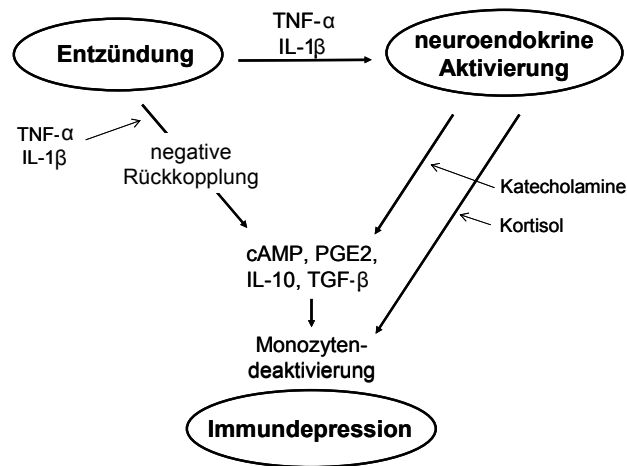 Entzündung
TNF-α
IL-1β
neuroendokrine
Aktivierung
TNF-α
IL-1β
negative
Rückkopplung
Katecholamine
Kortisol
cAMP, PGE2,
IL-10, TGF-β
Monozyten-
deaktivierung
Immundepression